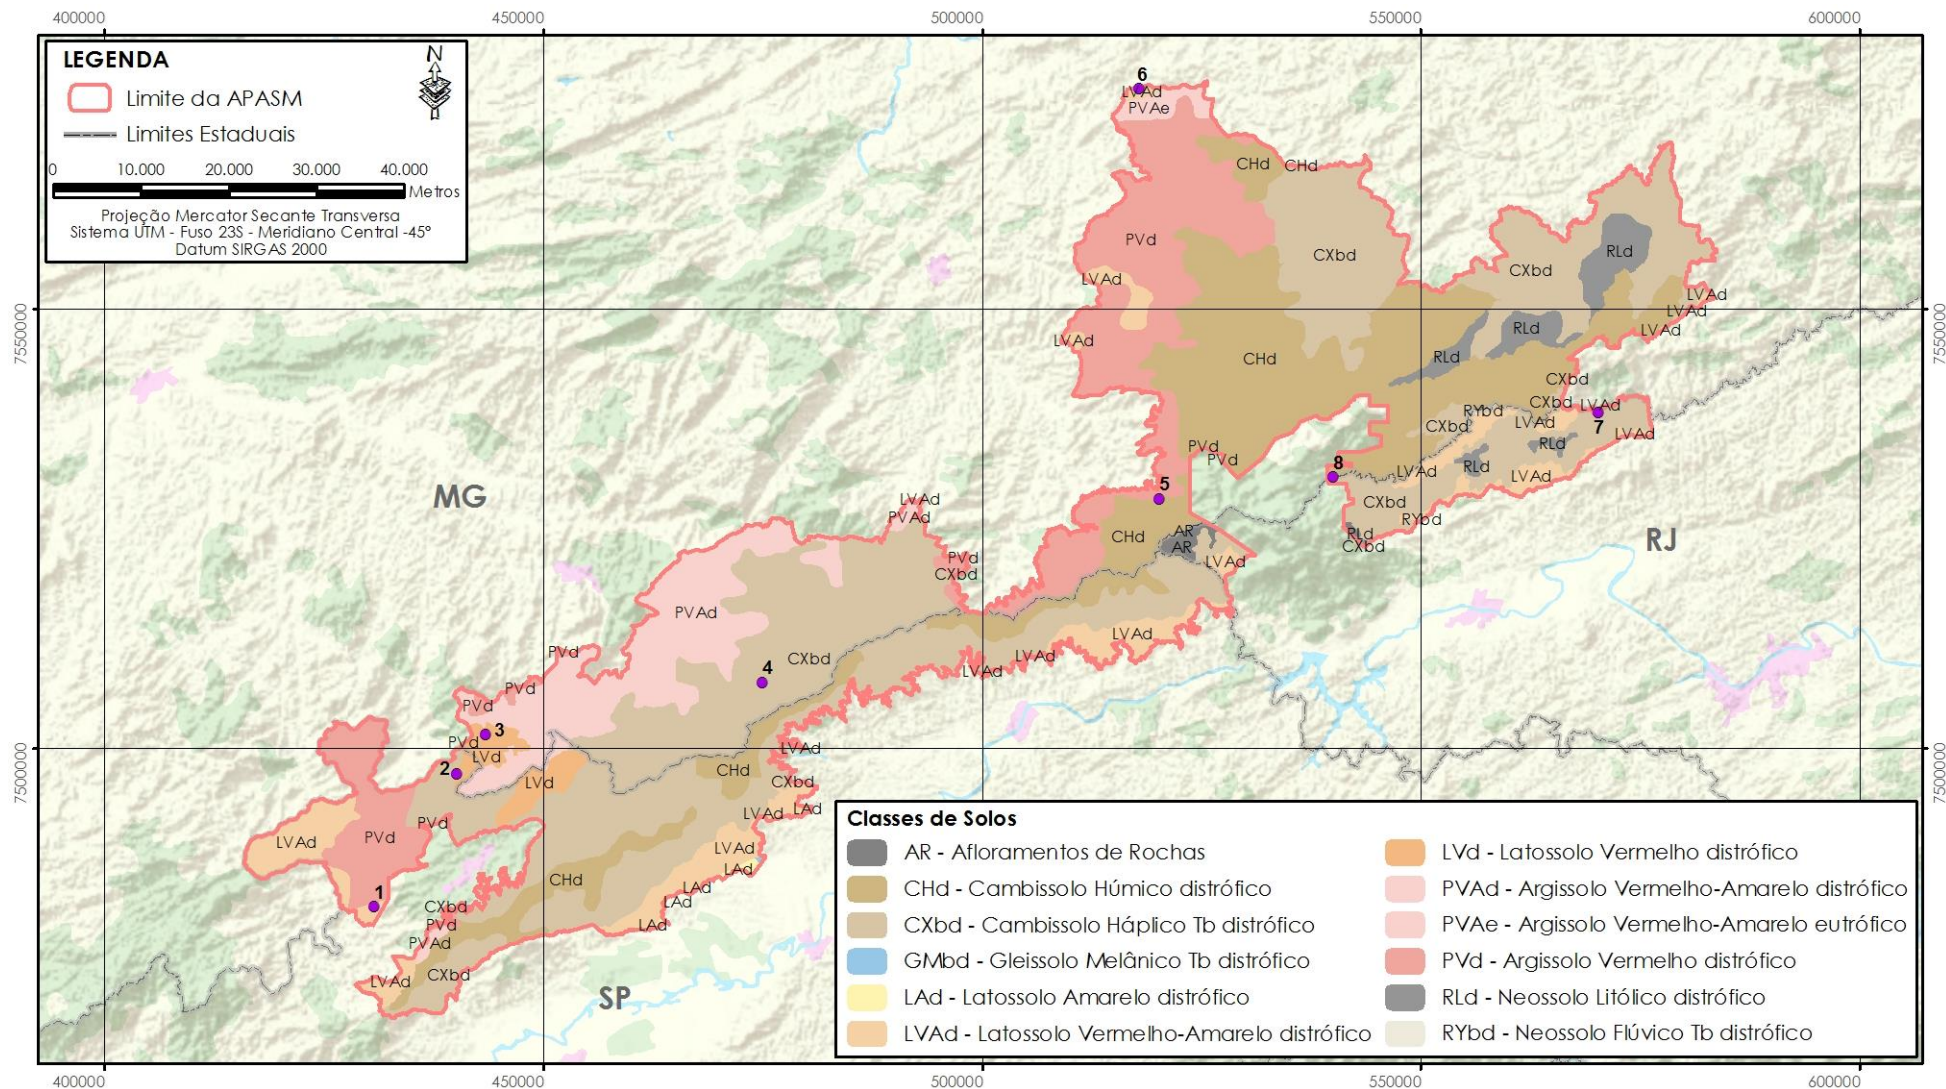 400000 450000 500000 550000 600000
LEGENDA
N
Limite da APASM
Limites Estaduais
0 10.000 20.000 30.000 40.000
Metros
Projeção Mercator Secante Transversa
Sistema UTM - Fuso 23S - Meridiano Central -45°
Datum SIRGAS 2000
6
LVAd
PVAe
CHd CHd
PVd
CXbd
RLd
CXbd
LVAd
LVAd
LVAd
LVAd
7550000 7550000
RLd
LVAd
CHd
RLd
CXbd
CXbd
LVAd
RYbd
LVAd
7
CXbd
LVAd
RLd
PVd
PVd
8
RLd
LVAd
LVAd
5
MG
LVAd
PVAd
CXbd
RYbd
AR
CHd
AR
RLd
CXbd
RJ
PVd
CXbd
LVAd
PVAd
LVAd
PVd
CXbd
LVAd
LVAd
4
PVd
PVd
3
PVd
LVAd
7500000 7500000
LVd
2
CHd
LVd
CXbd
LAd
LVAd
PVd
LVAd
PVd
LVAd
LAd
CHd
LAd
1
LAd
CXbd
PVd
LAd
PVAd
CXbd
LVAd
SP
Classes de Solos
AR - Afloramentos de Rochas
CHd - Cambissolo Húmico distrófico
CXbd - Cambissolo Háplico Tb distrófico
GMbd - Gleissolo Melânico Tb distrófico
LAd - Latossolo Amarelo distrófico
LVAd - Latossolo Vermelho-Amarelo distrófico
LVd - Latossolo Vermelho distrófico
PVAd - Argissolo Vermelho-Amarelo distrófico
PVAe - Argissolo Vermelho-Amarelo eutrófico
PVd - Argissolo Vermelho distrófico
RLd - Neossolo Litólico distrófico
RYbd - Neossolo Flúvico Tb distrófico
400000 450000 500000 550000 600000